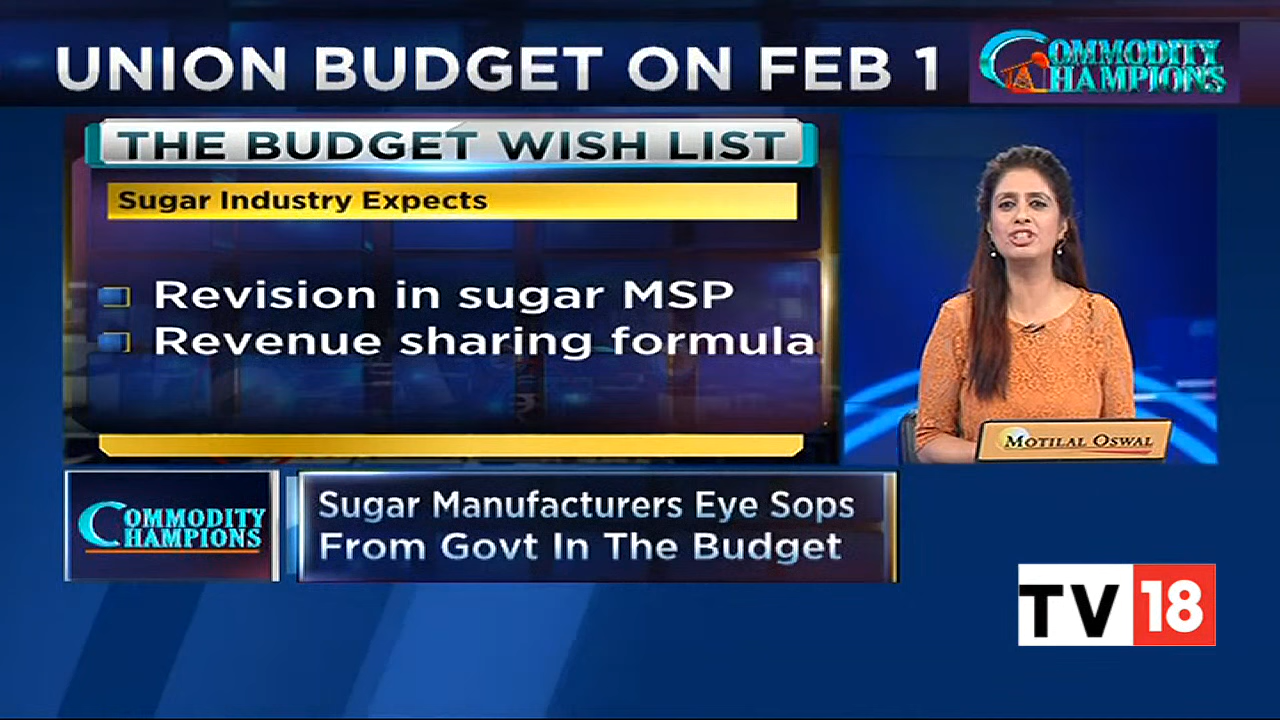 UNION BUDGET ON FEB 1
COMMODITY
CHAMPIONS
THE BUDGET WISH LIST
Sugar Industry Expects
Revision in sugar MSP
Revenue sharing formula
MOTILAL OSWAL
COMMODITY
CHAMPIONS
Sugar Manufacturers Eye Sops
From Govt In The Budget
TV18